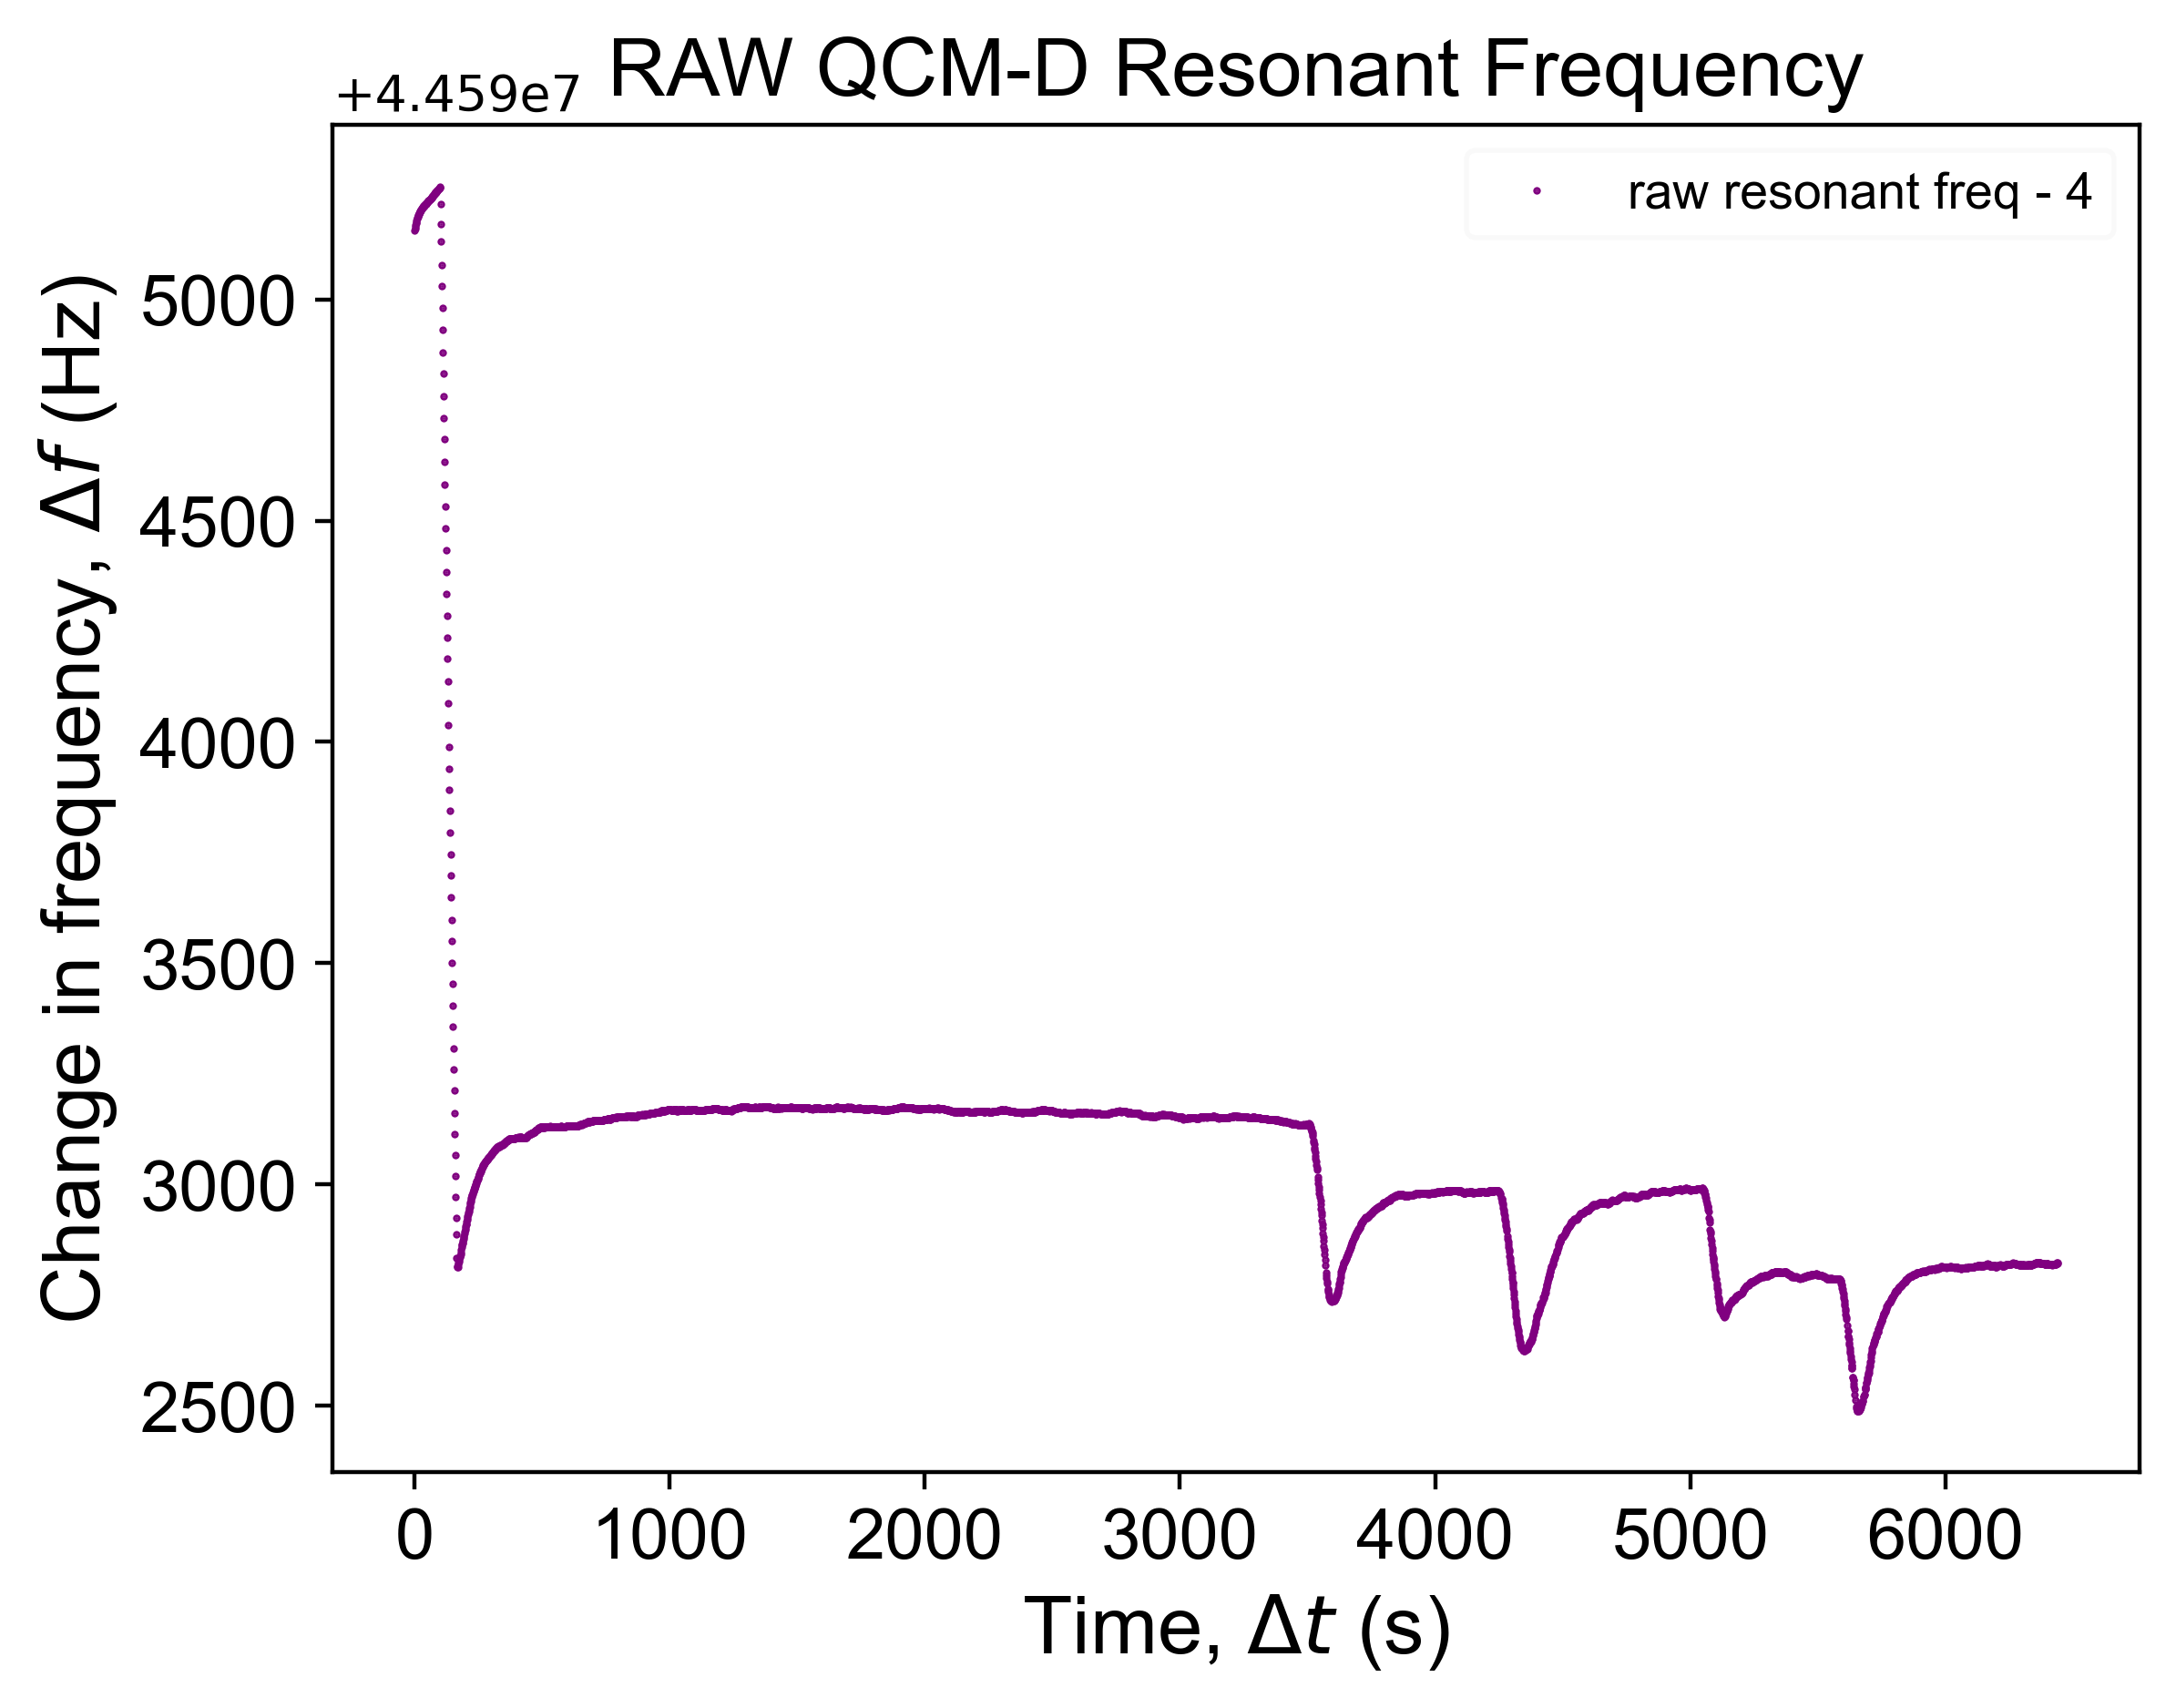 RAW QCM-D Resonant Frequency
+4.459e7
raw resonant freq - 4
Change in frequency, Δf (Hz)
5000
4500
4000
3500
3000
2500
0 1000 2000 3000 4000 5000 6000
Time, Δt (s)